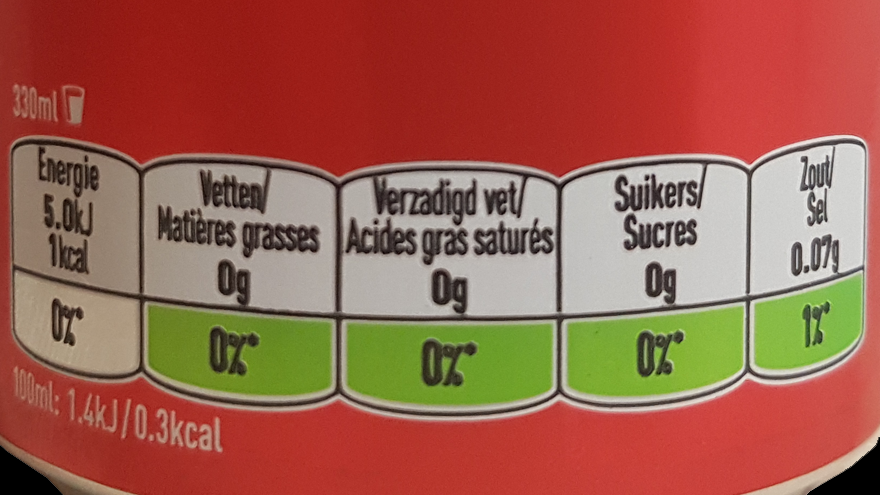 330ml
Energie
5.0kJ
1kcal
0%*
Vetten/
Matières grasses
0g
0%*
Verzadigd vet/
Acides gras saturés
0g
0%*
Suikers/
Sucres
0g
0%*
Zout/
Sel
0.07g
1%*
100ml: 1.4kJ/0.3kcal